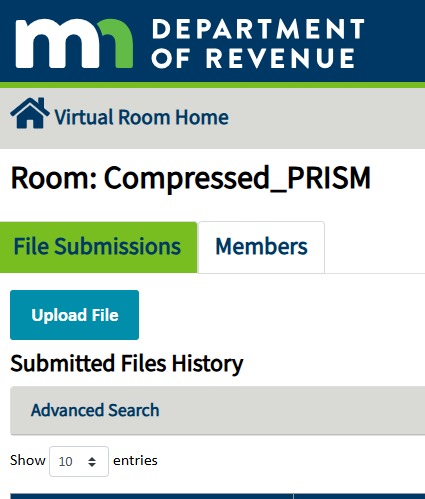 mn DEPARTMENT
OF REVENUE
Virtual Room Home
Room: Compressed_PRISM
File Submissions Members
Upload File
Submitted Files History
Advanced Search
Show 10 entries